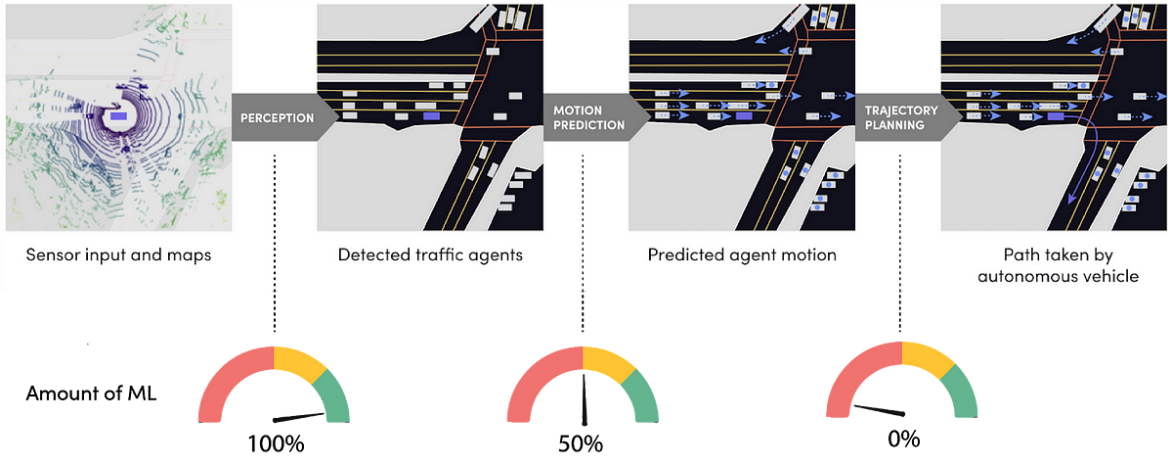 PERCEPTION
MOTION
PREDICTION
TRAJECTORY
PLANNING
Sensor input and maps
Detected traffic agents
Predicted agent motion
Path taken by
autonomous vehicle
Amount of ML
100%
50%
0%